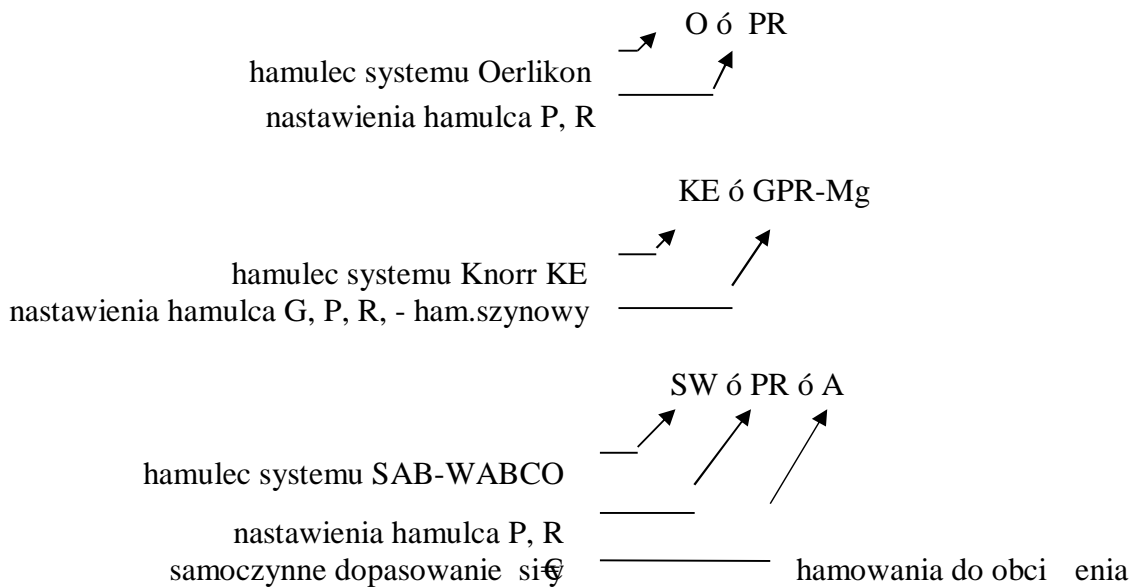 O ó PR
hamulec systemu Oerlikon
nastawienia hamulca P, R
KE ó GPR-Mg
hamulec systemu Knorr KE
nastawienia hamulca G, P, R, - ham.szynowy
SW ó PR ó A
hamulec systemu SAB-WABCO
nastawienia hamulca P, R
samoczynne dopasowanie hamowania do obci enia